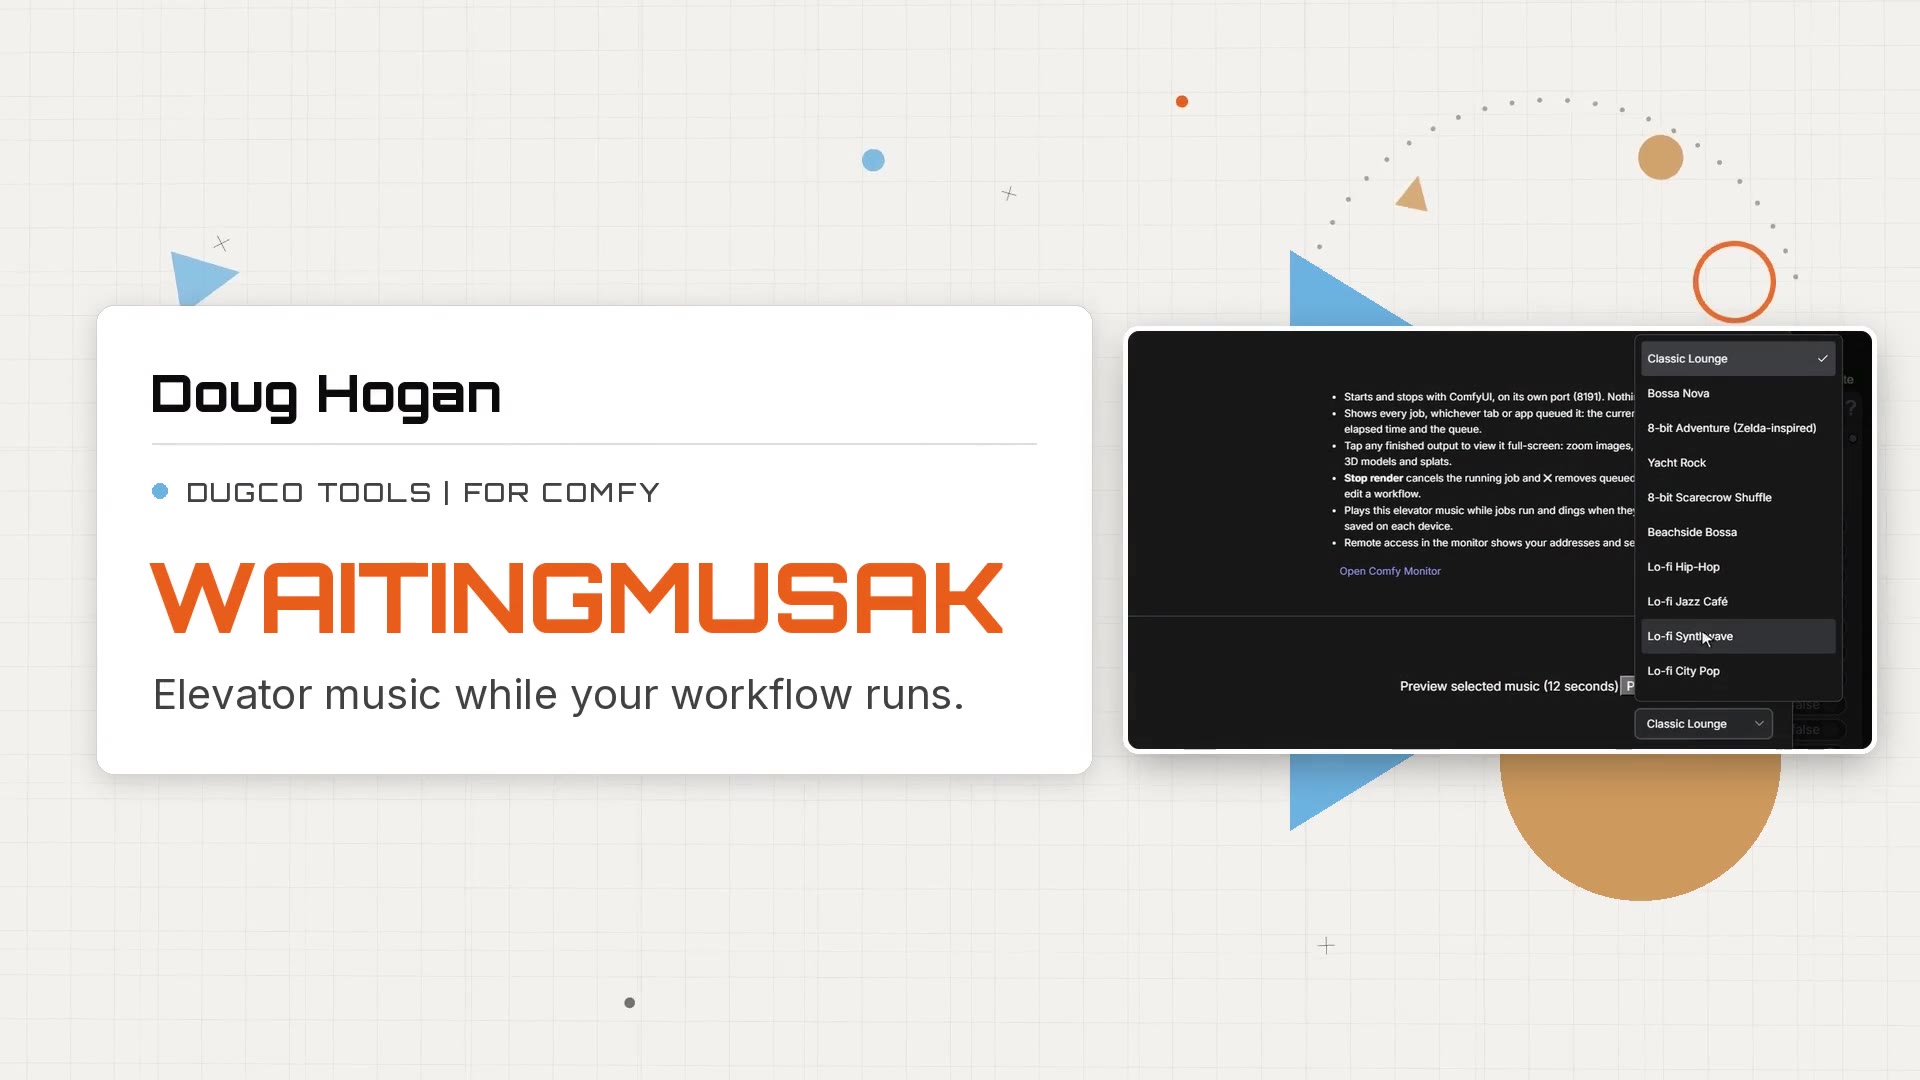 Doug Hogan
DUGCO TOOLS | FOR COMFY
WAITINGMUSAK
Elevator music while your workflow runs.
Starts and stops with ComfyUI, on its own port (8191).
Shows every job, whichever tab or app queued it: the
elapsed time and the queue.
Tap any finished output to view it full-screen: zoom images,
3D models and splats.
Stop render cancels the running job and ✕ removes queued
edit a workflow.
Plays this elevator music while jobs run and dings when
saved on each device.
Remote access in the monitor shows your addresses and
Open Comfy Monitor
Preview selected music (12 seconds)
Classic Lounge
Bossa Nova
8-bit Adventure (Zelda-inspired)
Yacht Rock
8-bit Scarecrow Shuffle
Beachside Bossa
Lo-fi Hip-Hop
Lo-fi Jazz Café
Lo-fi Synthwave
Lo-fi City Pop
Classic Lounge
?
false